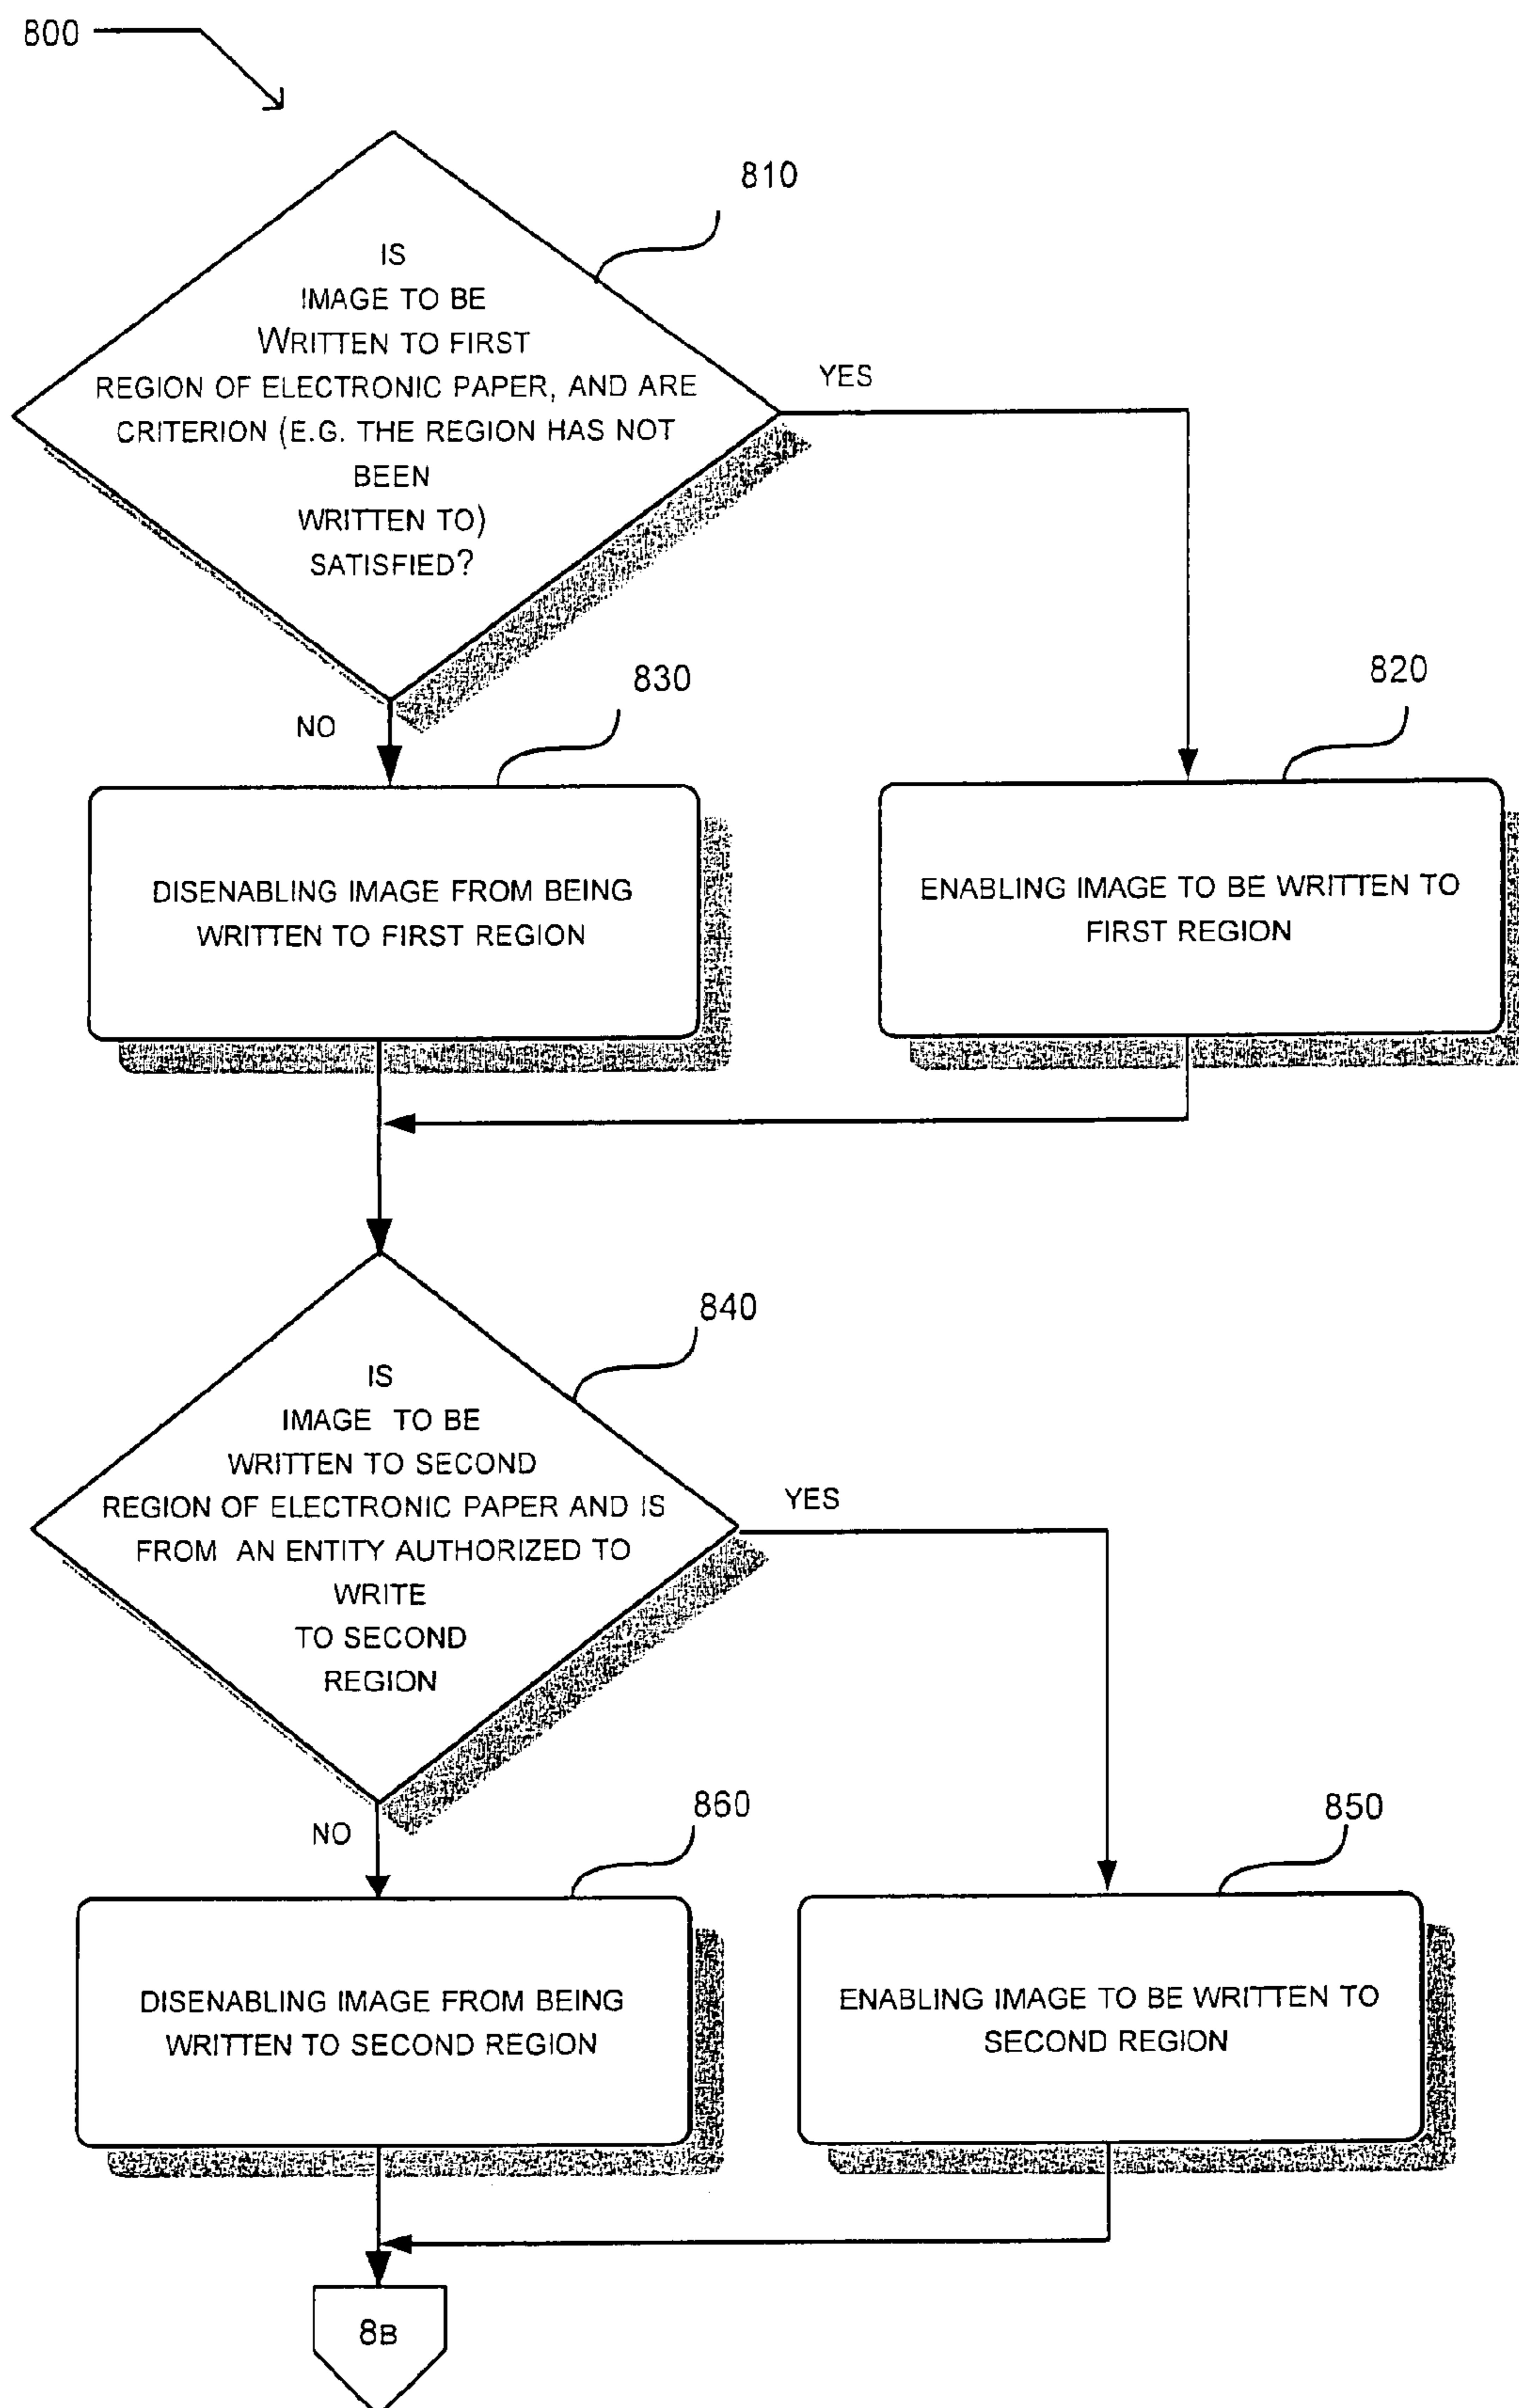 800
810
IS
IMAGE TO BE
WRITTEN TO FIRST
REGION OF ELECTRONIC PAPER, AND ARE
CRITERION (E.G. THE REGION HAS NOT
BEEN
WRITTEN TO)
SATISFIED?
YES
NO
830
820
DISENABLING IMAGE FROM BEING
WRITTEN TO FIRST REGION
ENABLING IMAGE TO BE WRITTEN TO
FIRST REGION
840
IS
IMAGE TO BE
WRITTEN TO SECOND
REGION OF ELECTRONIC PAPER AND IS
FROM AN ENTITY AUTHORIZED TO
WRITE
TO SECOND
REGION
YES
NO
860
850
DISENABLING IMAGE FROM BEING
WRITTEN TO SECOND REGION
ENABLING IMAGE TO BE WRITTEN TO
SECOND REGION
8B